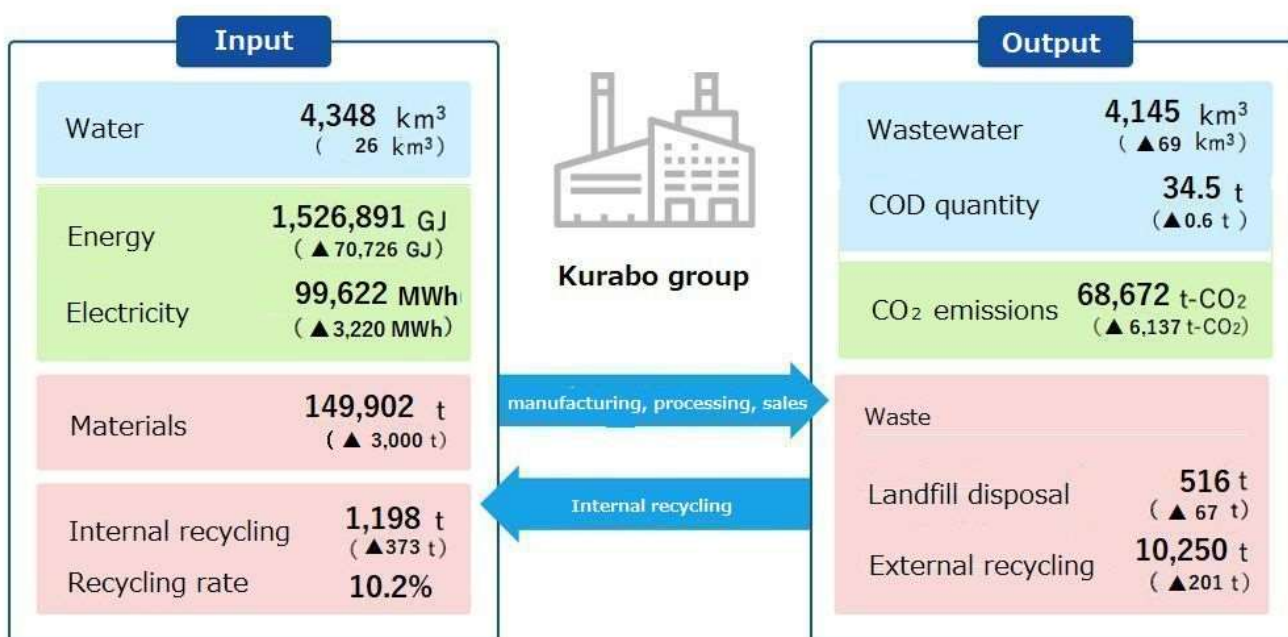 Input
Water 4,348 km³
( 26 km³)
Energy 1,526,891 GJ
( ▲70,726 GJ)
Electricity 99,622 MWh
(▲3,220 MWh)
Materials 149,902 t
( ▲ 3,000 t)
Internal recycling 1,198 t
(▲373 t)
Recycling rate 10.2%
Kurabo group
manufacturing, processing, sales
Internal recycling
Output
Wastewater 4,145 km³
( ▲69 km³)
COD quantity 34.5 t
(▲0.6 t )
CO₂ emissions 68,672 t-CO₂
(▲ 6,137 t-CO₂)
Waste
Landfill disposal 516 t
( ▲ 67 t)
External recycling 10,250 t
( ▲201 t)